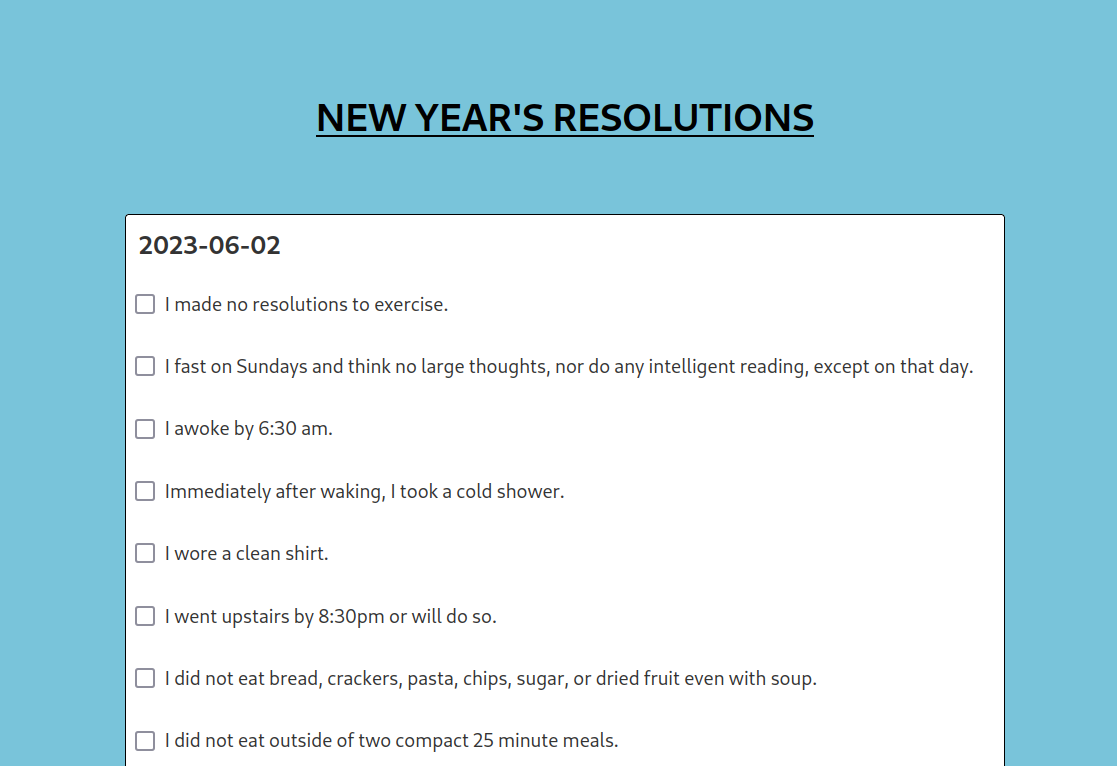 NEW YEAR'S RESOLUTIONS
2023-06-02
I made no resolutions to exercise.
I fast on Sundays and think no large thoughts, nor do any intelligent reading, except on that day.
I awoke by 6:30 am.
Immediately after waking, I took a cold shower.
I wore a clean shirt.
I went upstairs by 8:30pm or will do so.
I did not eat bread, crackers, pasta, chips, sugar, or dried fruit even with soup.
I did not eat outside of two compact 25 minute meals.